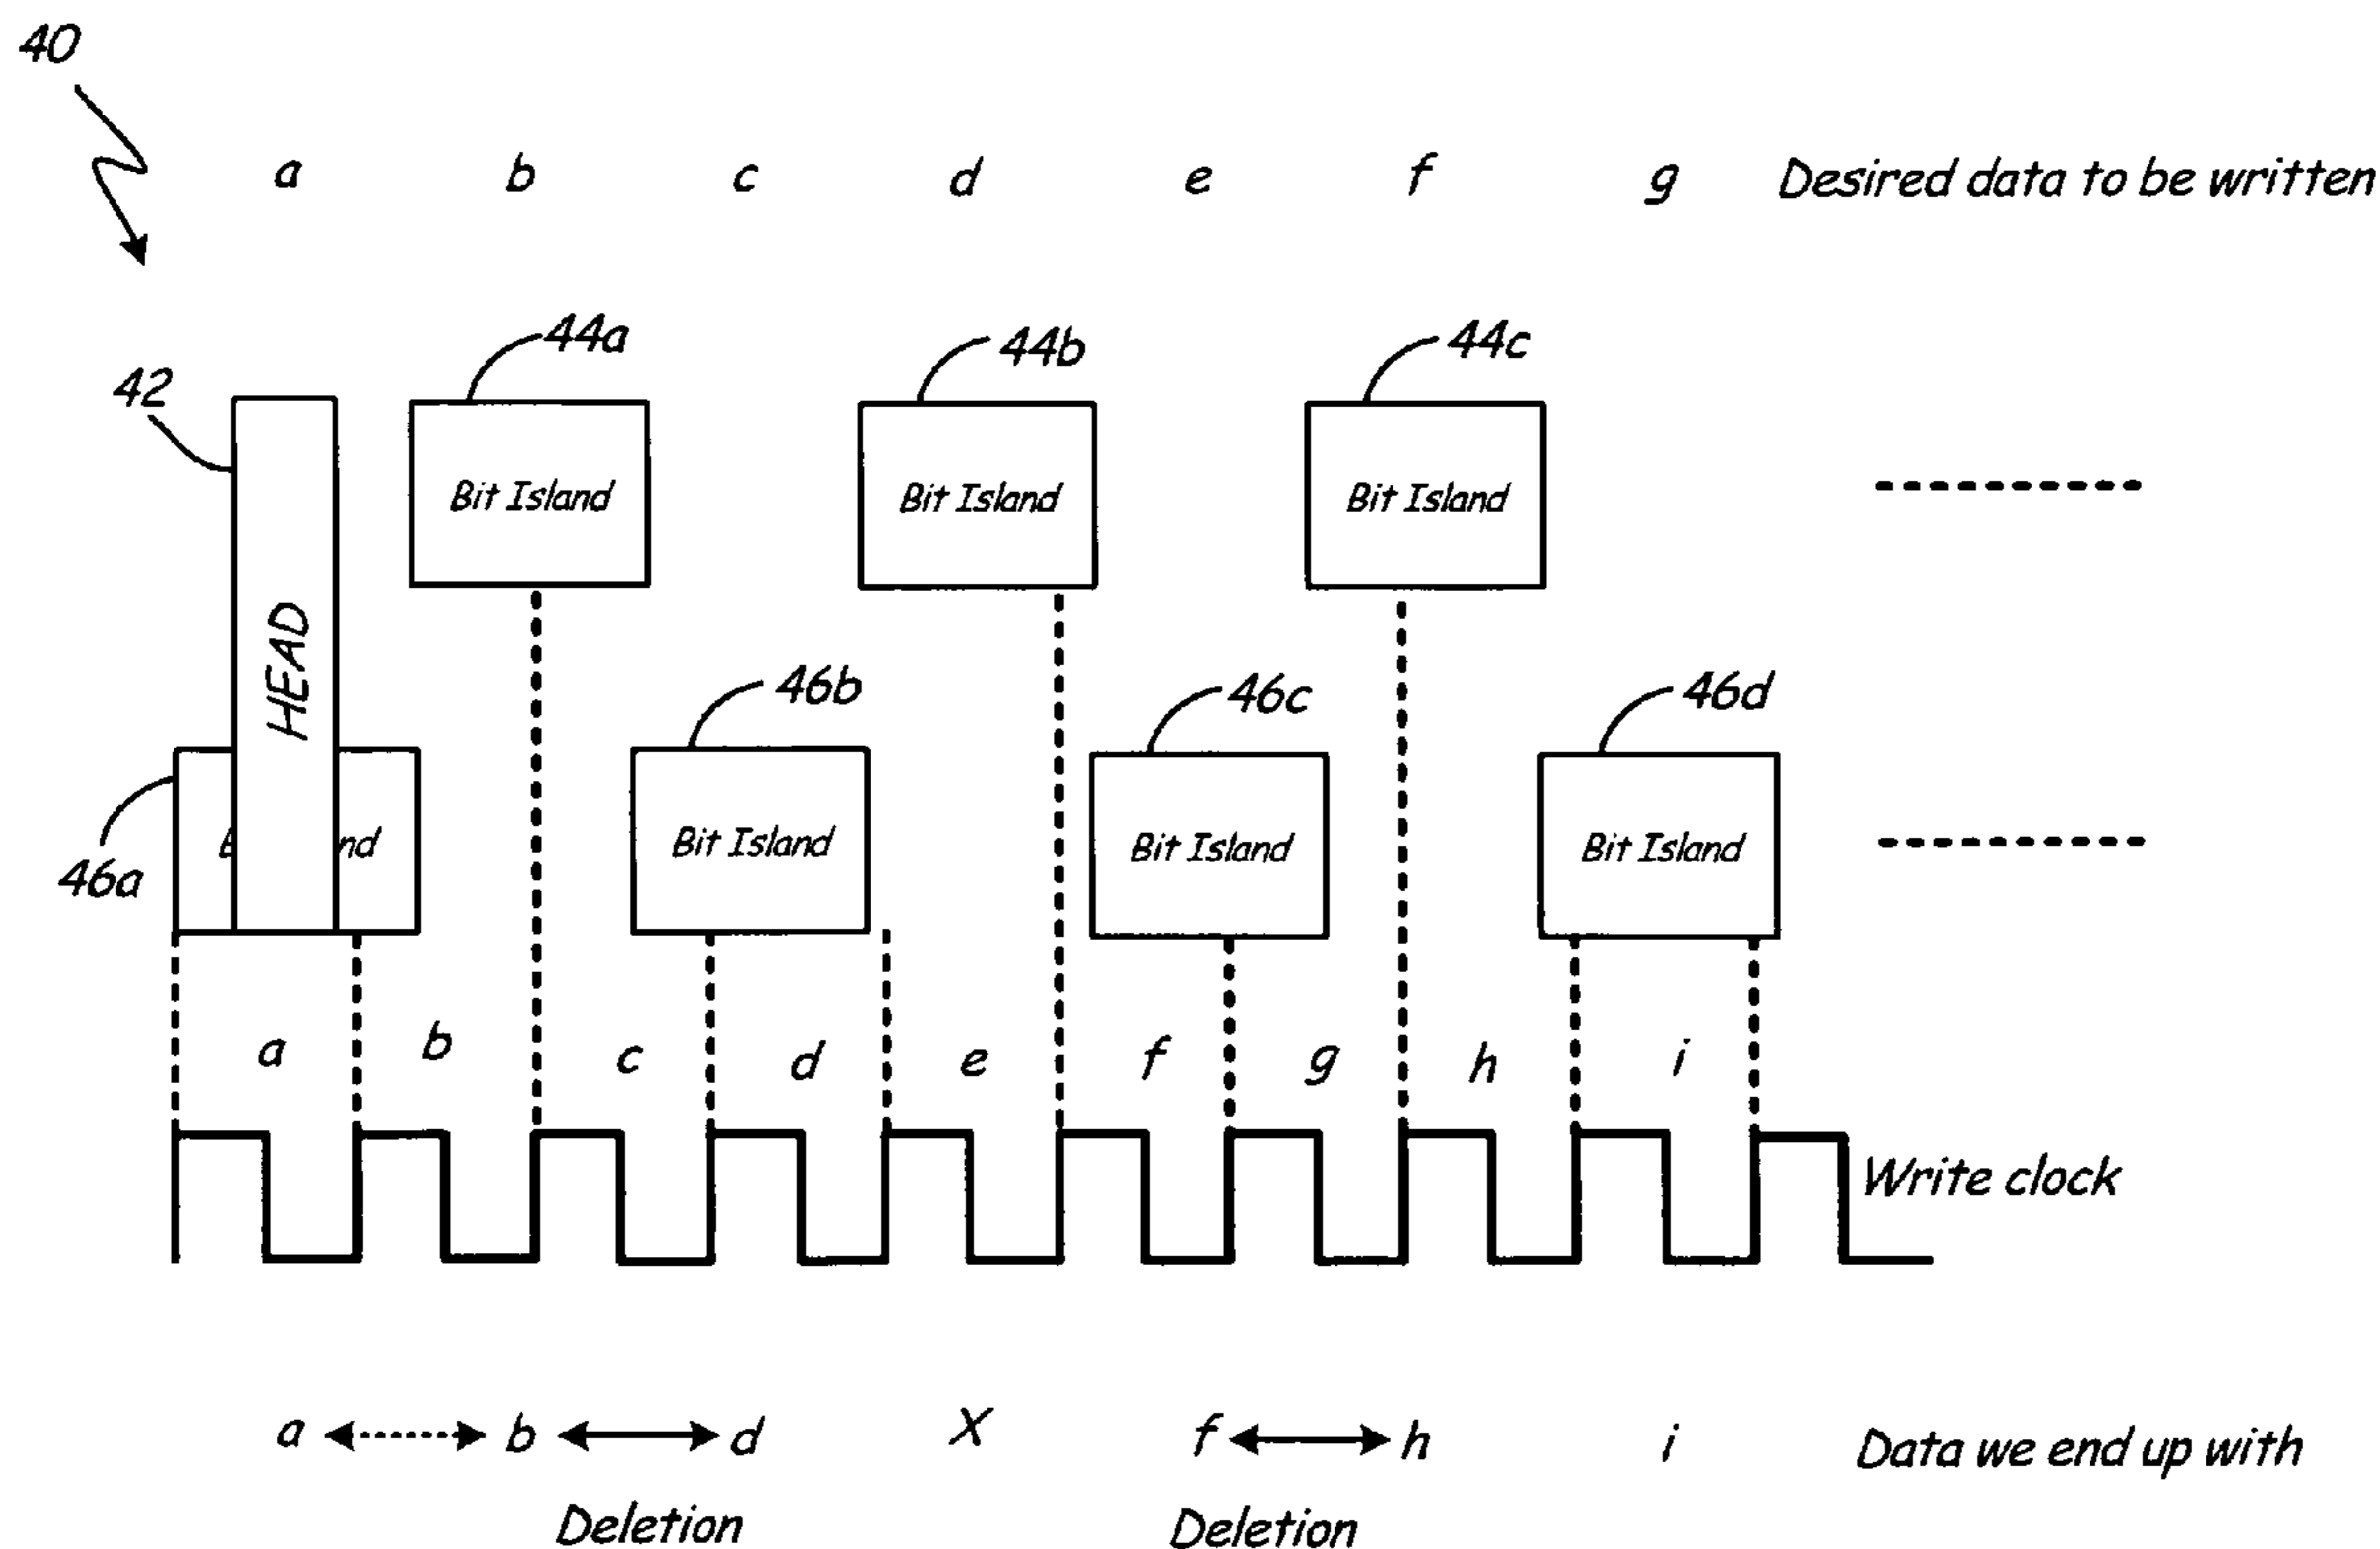 40
a b c d e f g Desired data to be written
44a 44b 44c
42
Bit Island Bit Island Bit Island
HEAD
46b 46c 46d
46a
nd Bit Island Bit Island Bit Island
a b c d e f g h i
Write clock
a b d X f h i Data we end up with
Deletion Deletion